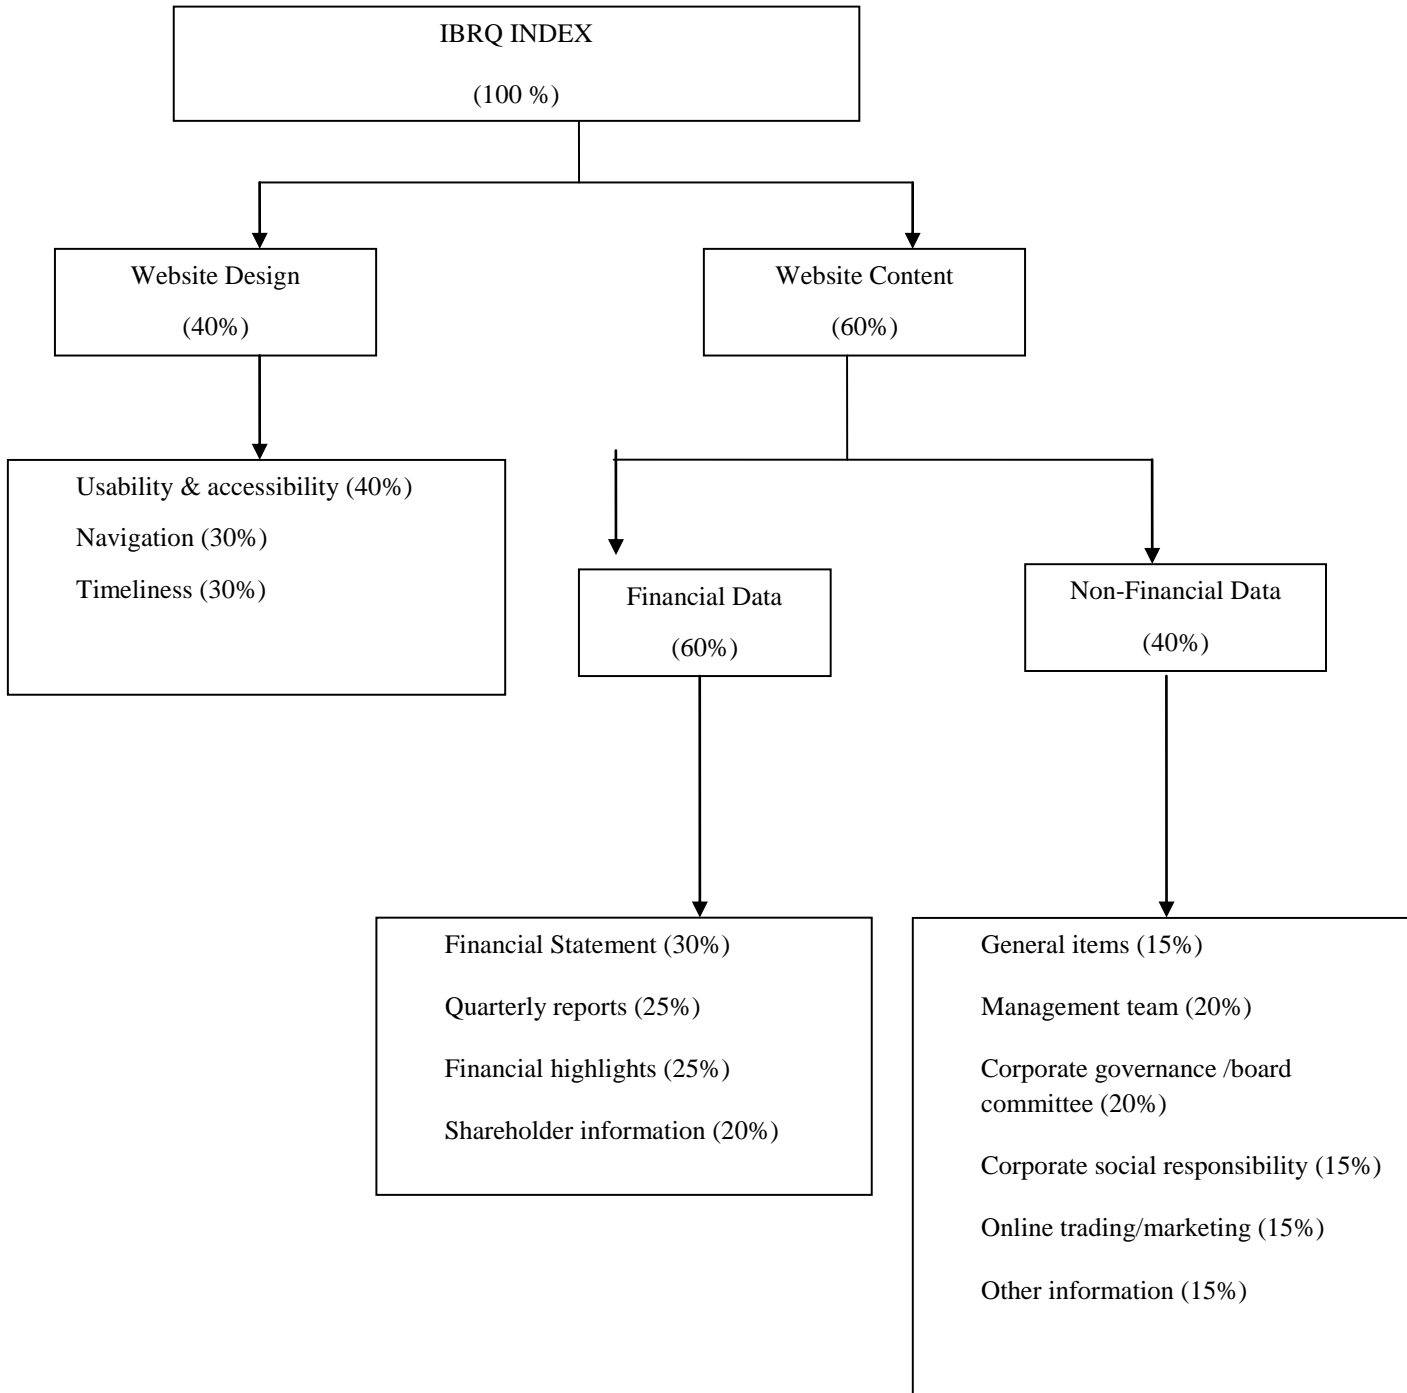 IBRQ INDEX
(100 %)
Website Design
(40%)
Website Content
(60%)
Usability & accessibility (40%)
Navigation (30%)
Timeliness (30%)
Financial Data
(60%)
Non-Financial Data
(40%)
Financial Statement (30%)
Quarterly reports (25%)
Financial highlights (25%)
Shareholder information (20%)
General items (15%)
Management team (20%)
Corporate governance /board
committee (20%)
Corporate social responsibility (15%)
Online trading/marketing (15%)
Other information (15%)